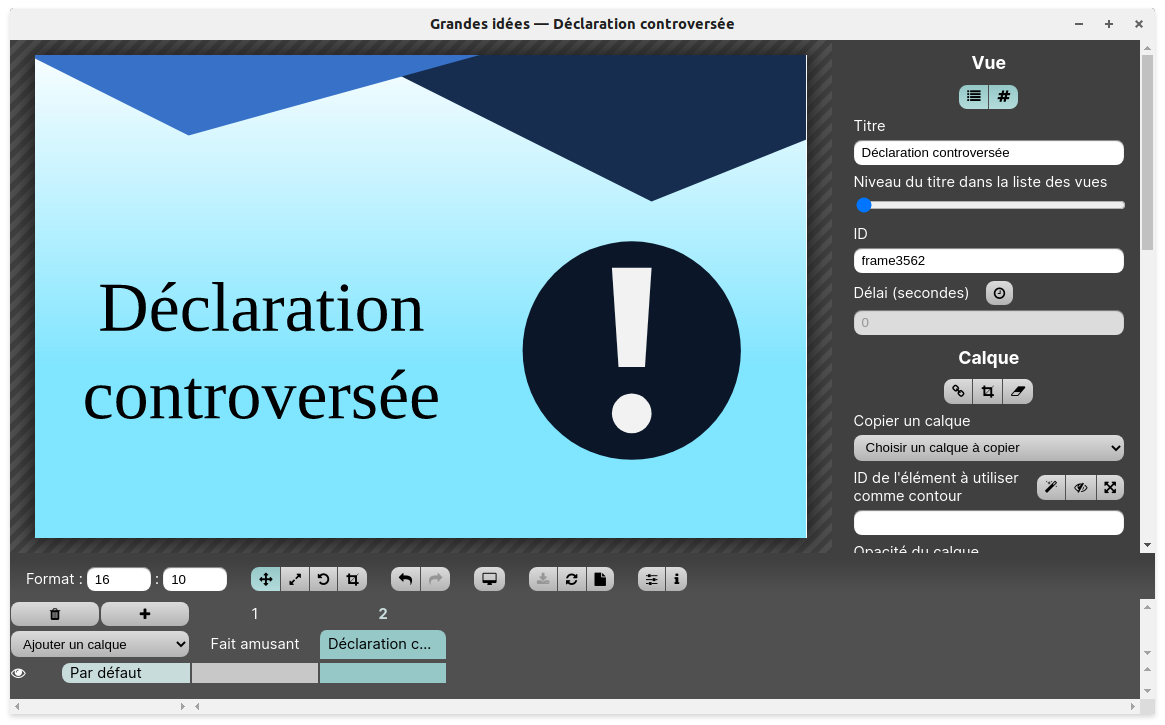 Grandes idées — Déclaration controversée
Déclaration
controversée
!
Vue
Titre
Déclaration controversée
Niveau du titre dans la liste des vues
ID
frame3562
Délai (secondes)
0
Calque
Copier un calque
Choisir un calque à copier
ID de l'élément à utiliser
comme contour
Opacité du calque
Format : 16 : 10
1 2
Ajouter un calque Fait amusant Déclaration c...
Par défaut